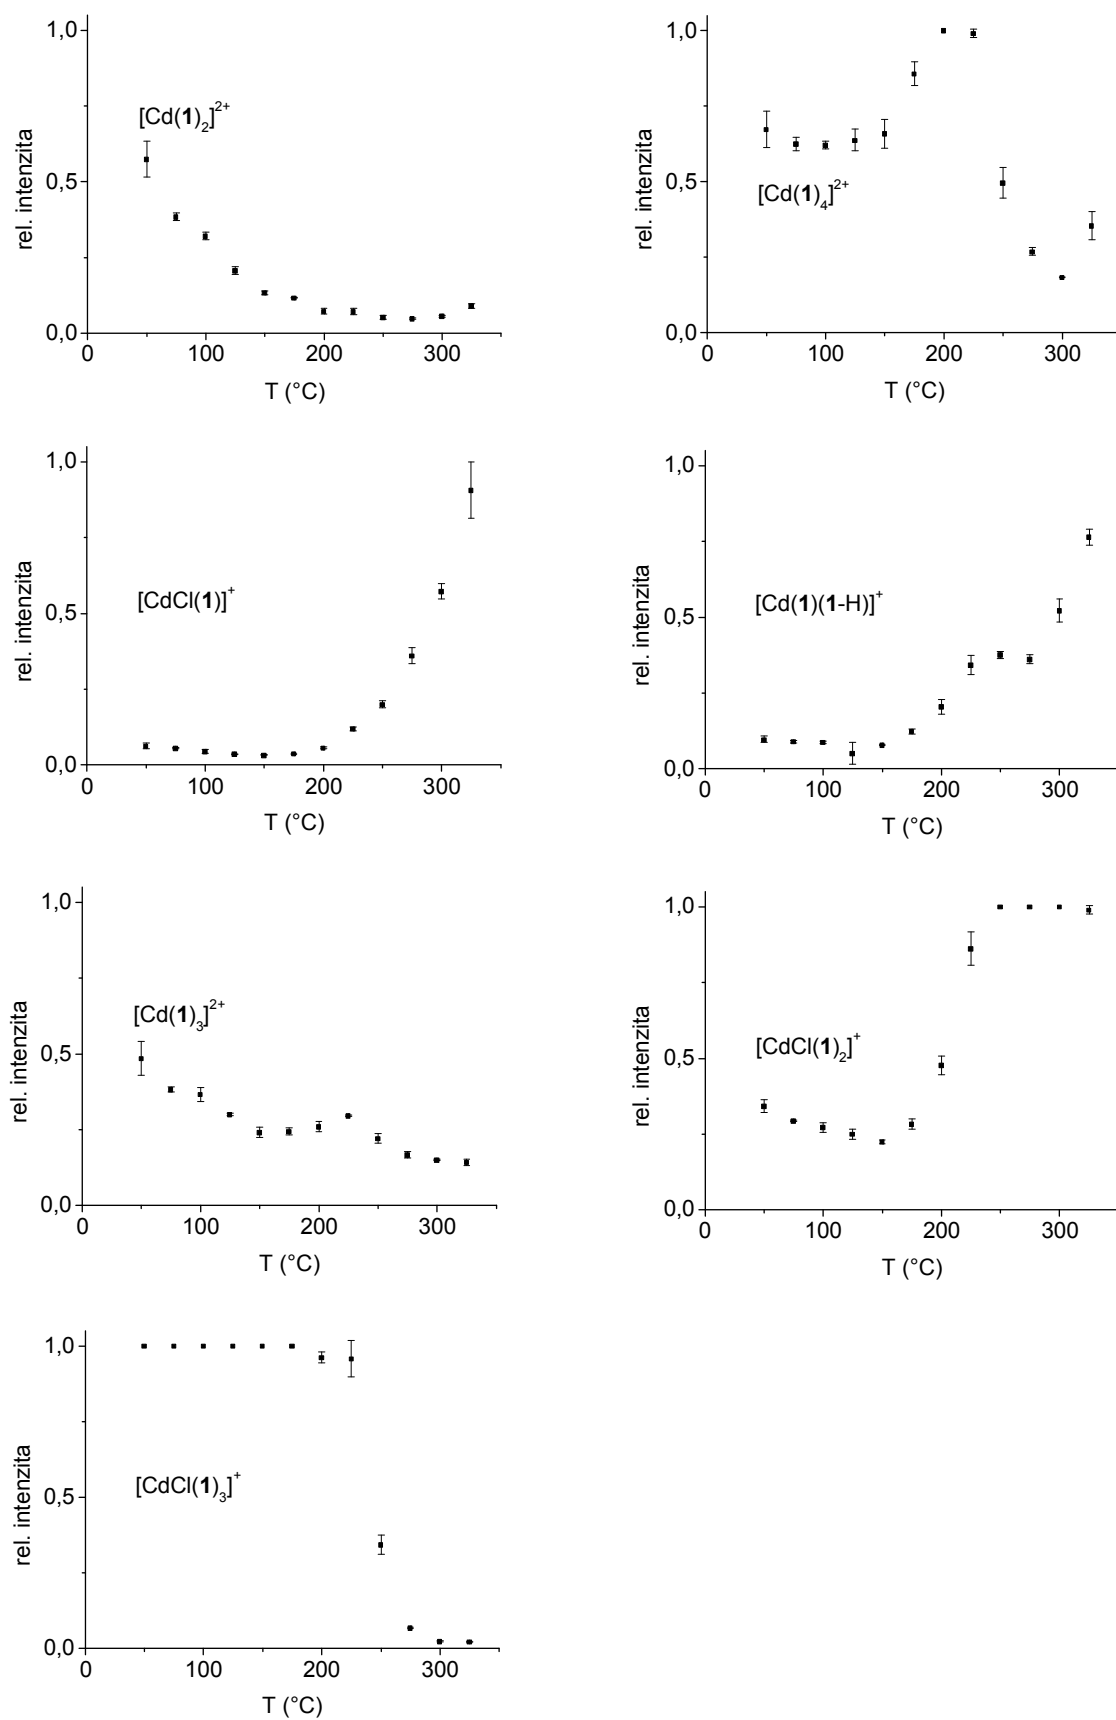 1,0
[Cd(1)2]2+
0,5
rel. intenzita
0,0
0 100 200 300
T (°C)
1,0
0,5
[Cd(1)4]2+
rel. intenzita
0,0
0 100 200 300
T (°C)
1,0
[CdCl(1)]+
0,5
rel. intenzita
0,0
0 100 200 300
T (°C)
1,0
[Cd(1)(1-H)]+
0,5
rel. intenzita
0,0
0 100 200 300
T (°C)
1,0
[Cd(1)3]2+
0,5
rel. intenzita
0,0
0 100 200 300
T (°C)
1,0
[CdCl(1)2]+
0,5
rel. intenzita
0,0
0 100 200 300
T (°C)
1,0
[CdCl(1)3]+
0,5
rel. intenzita
0,0
0 100 200 300
T (°C)